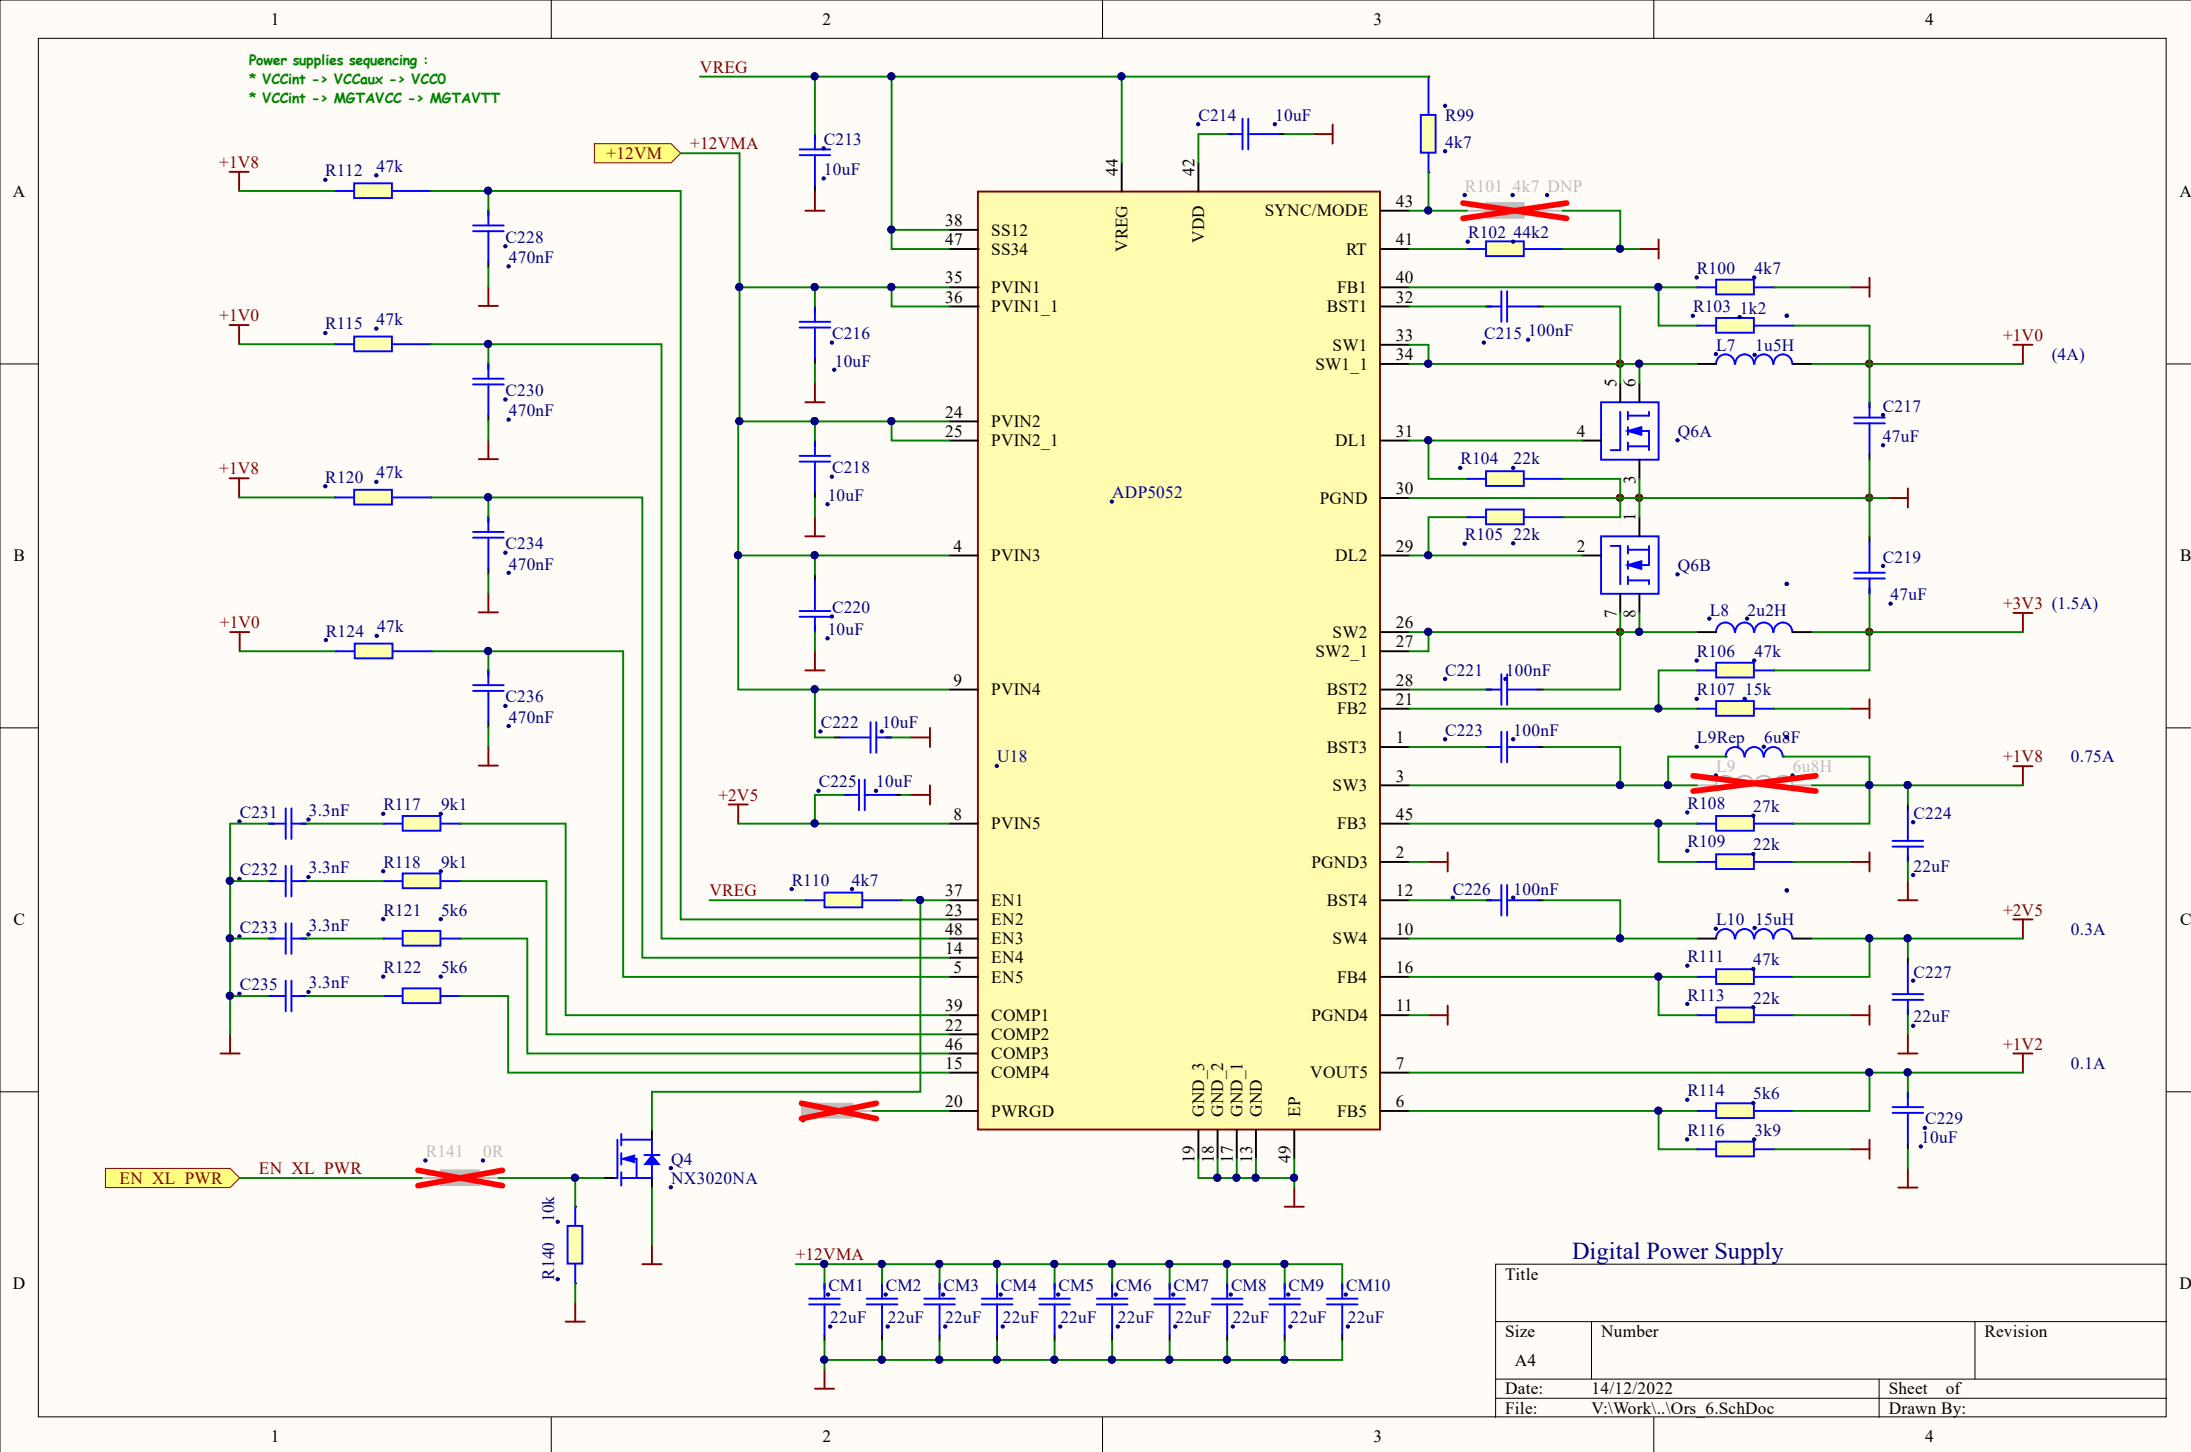 1 2 3 4
Power supplies sequencing :
* VCCint -> VCCaux -> VCCO
* VCCint -> MGTAVCC -> MGTAVTT
A
B
C
D
+1V8
R112 47k
C228
470nF
+1V0
R115 47k
C230
470nF
+1V8
R120 47k
C234
470nF
+1V0
R124 47k
C236
470nF
C231 3.3nF R117 9k1
C232 3.3nF R118 9k1
C233 3.3nF R121 5k6
C235 3.3nF R122 5k6
EN_XL_PWR
EN_XL_PWR
R141 0R
R140 10k
Q4
NX3020NA
VREG
+12VM
+12VMA
C213
10uF
C216
10uF
C218
10uF
C220
10uF
C222 10uF
C225 10uF
+2V5
VREG
R110 4k7
C214 10uF
44
VREG
42
VDD
38 SS12
47 SS34
35 PVIN1
36 PVIN1_1
24 PVIN2
25 PVIN2_1
4 PVIN3
9 PVIN4
8 PVIN5
37 EN1
23 EN2
48 EN3
14 EN4
5 EN5
39 COMP1
22 COMP2
46 COMP3
15 COMP4
20 PWRGD
ADP5052
U18
SYNC/MODE 43
RT 41
FB1 40
BST1 32
SW1 33
SW1_1 34
DL1 31
PGND 30
DL2 29
SW2 26
SW2_1 27
BST2 28
FB2 21
BST3 1
SW3 3
FB3 45
PGND3 2
BST4 12
SW4 10
FB4 16
PGND4 11
VOUT5 7
FB5 6
GND_3 19
GND_2 18
GND_1 17
GND 13
EP 49
R99
4k7
R101 4k7 DNP
R102 44k2
R100 4k7
R103 1k2
C215 100nF
L7 1u5H
+1V0
(4A)
5 6
4
Q6A
3
R104 22k
C217
47uF
1
R105 22k
2
Q6B
7 8
C219
47uF
L8 2u2H
+3V3 (1.5A)
R106 47k
R107 15k
C221 100nF
C223 100nF
L9Rep 6u8F
L9 6u8H
+1V8 0.75A
R108 27k
R109 22k
C224
22uF
C226 100nF
L10 15uH
+2V5
0.3A
R111 47k
R113 22k
C227
22uF
+1V2
0.1A
R114 5k6
R116 3k9
C229
10uF
+12VMA
CM1 CM2 CM3 CM4 CM5 CM6 CM7 CM8 CM9 CM10
22uF 22uF 22uF 22uF 22uF 22uF 22uF 22uF 22uF 22uF
Digital Power Supply
Title
Size Number Revision
A4
Date: 14/12/2022 Sheet of
File: V:\Work\..\Ors_6.SchDoc Drawn By:
A
B
C
D
1 2 3 4